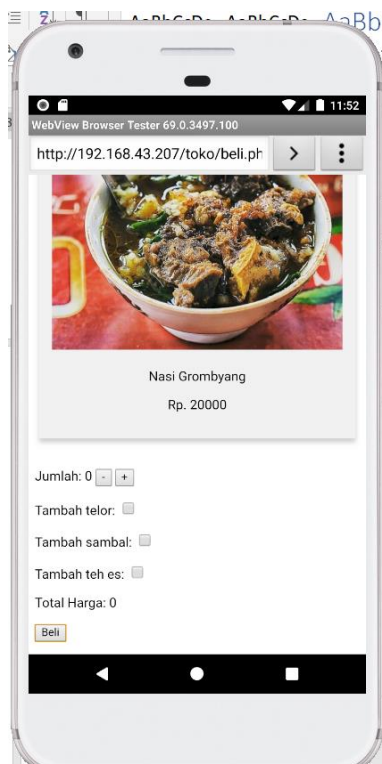 AaBbCcDc AaBbCcDc AaBb
11:52
WebView Browser Tester 69.0.3497.100
http://192.168.43.207/toko/beli.ph
Nasi Grombyang
Rp. 20000
Jumlah: 0 - +
Tambah telor:
Tambah sambal:
Tambah teh es:
Total Harga: 0
Beli